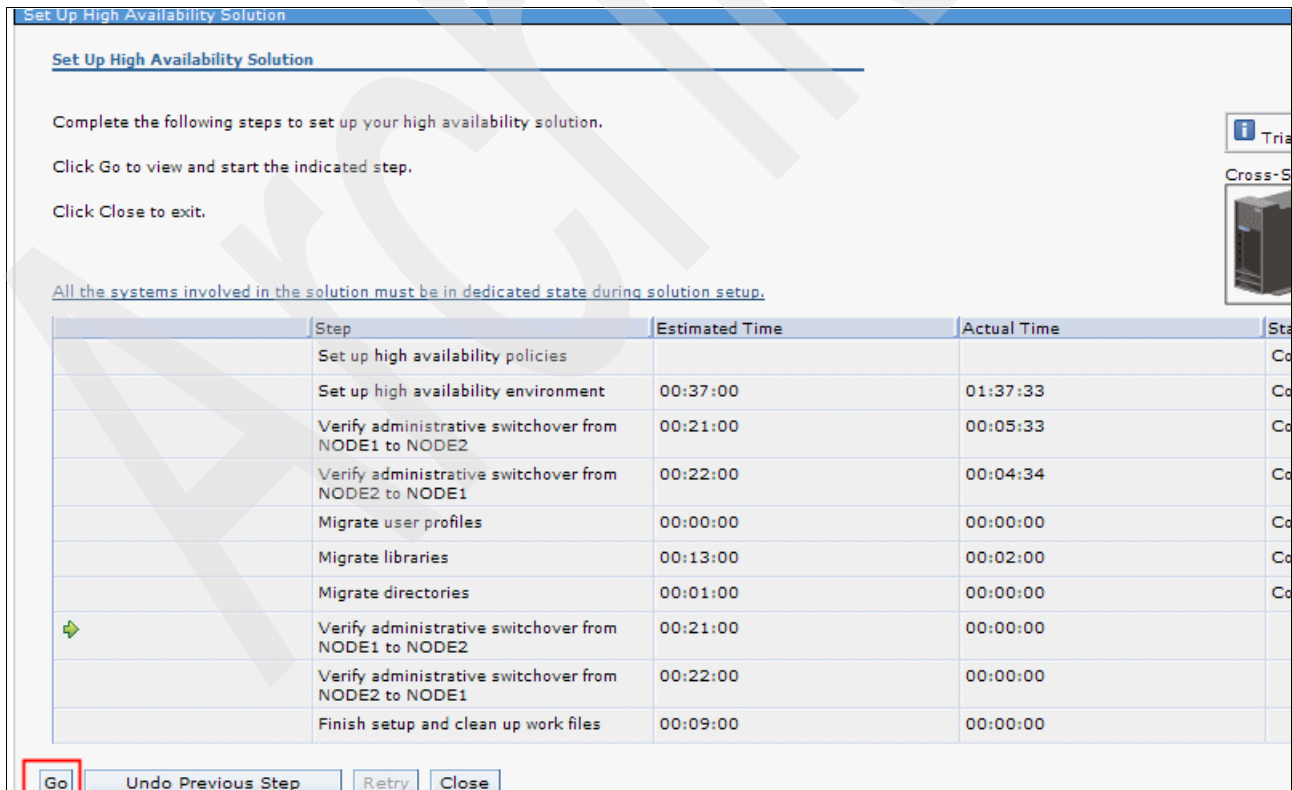 Set Up High Availability Solution
Set Up High Availability Solution
Complete the following steps to set up your high availability solution.
Click Go to view and start the indicated step.
Click Close to exit.
All the systems involved in the solution must be in dedicated state during solution setup.
Step Estimated Time Actual Time
Set up high availability policies
Set up high availability environment 00:37:00 01:37:33
Verify administrative switchover from
NODE1 to NODE2 00:21:00 00:05:33
Verify administrative switchover from
NODE2 to NODE1 00:22:00 00:04:34
Migrate user profiles 00:00:00 00:00:00
Migrate libraries 00:13:00 00:02:00
Migrate directories 00:01:00 00:00:00
Verify administrative switchover from
NODE1 to NODE2 00:21:00 00:00:00
Verify administrative switchover from
NODE2 to NODE1 00:22:00 00:00:00
Finish setup and clean up work files 00:09:00 00:00:00
Go Undo Previous Step Retry Close